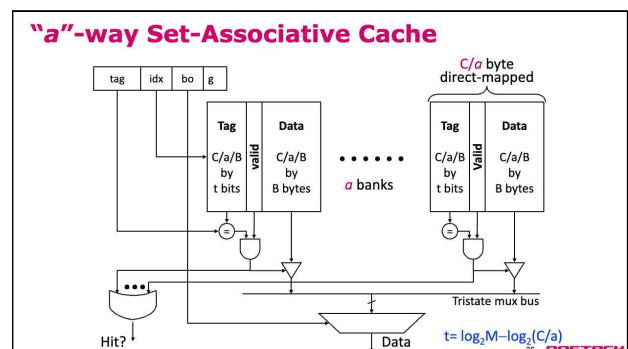 “a”-way Set-Associative Cache
C/a byte
direct-mapped
tag idx bo g
Tag valid Data
C/a/B
by
t bits
C/a/B
by
B bytes
a banks
Tag Valid Data
C/a/B
by
t bits
C/a/B
by
B bytes
=
=
Tristate mux bus
Hit?
Data
t= log₂M–log₂(C/a)